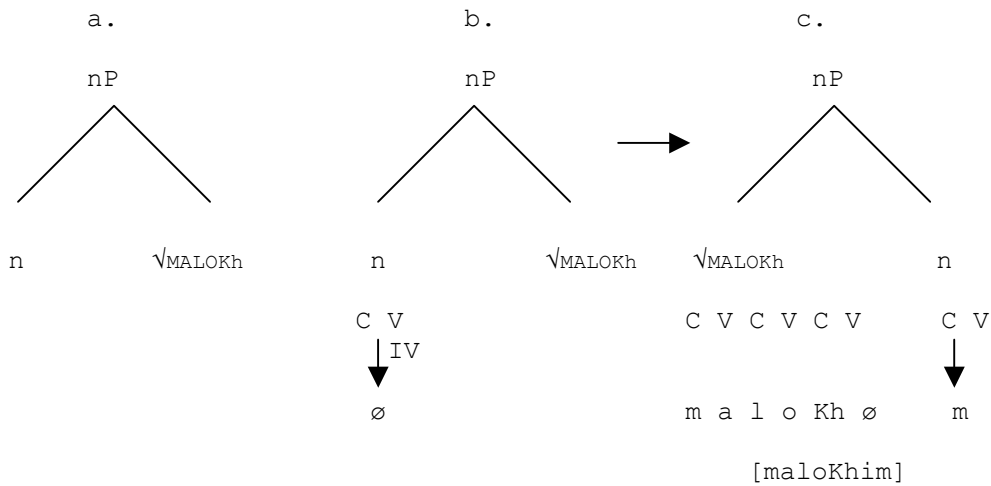 a. b. c.
nP nP nP
n √MALOKh n √MALOKh √MALOKh n
C V C V C V C V C V
IV
ø m a l o Kh ø m
[maloKhim]